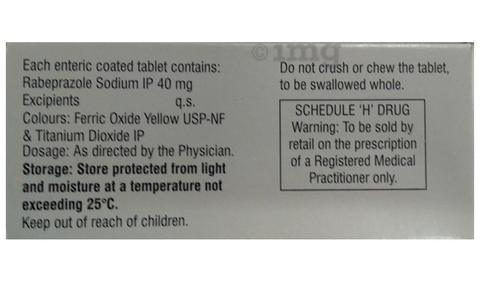 Each enteric coated tablet contains:
Rabeprazole Sodium IP 40 mg
Excipients q.s.
Colours: Ferric Oxide Yellow USP-NF
& Titanium Dioxide IP
Dosage: As directed by the Physician.
Storage: Store protected from light
and moisture at a temperature not
exceeding 25°C.
Keep out of reach of children.
©1mg
Do not crush or chew the tablet,
to be swallowed whole.
SCHEDULE 'H' DRUG
Warning: To be sold by
retail on the prescription
of a Registered Medical
Practitioner only.